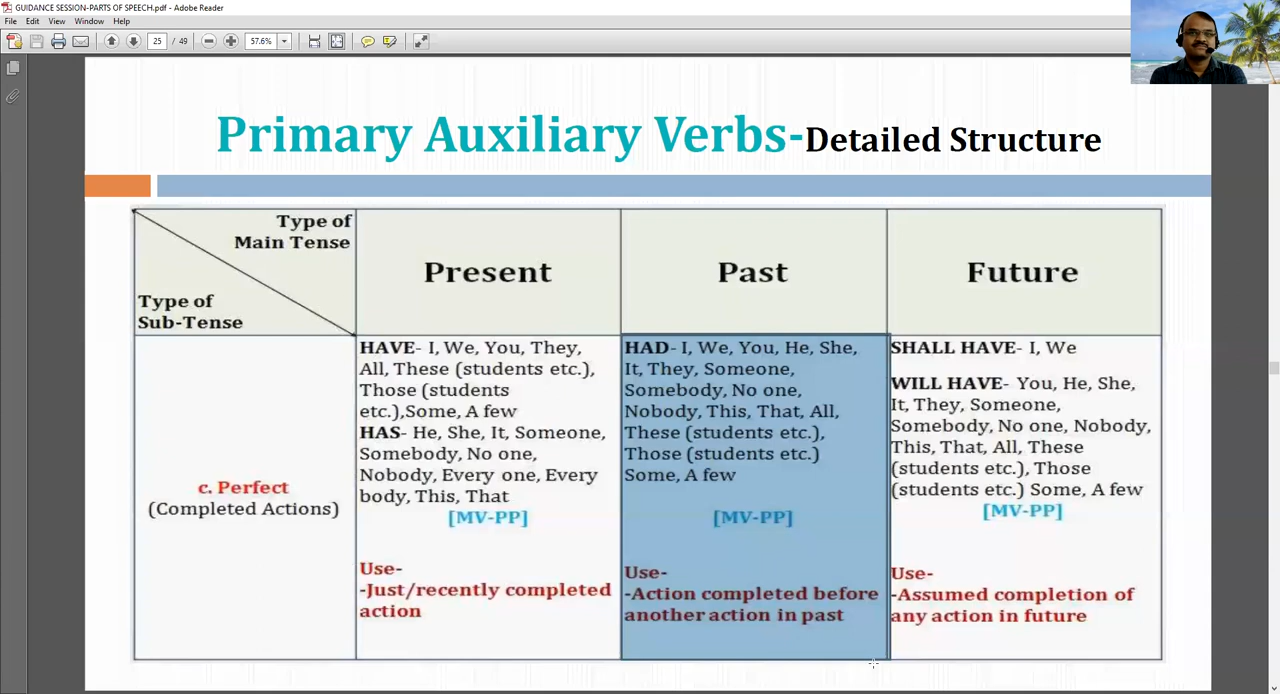 GUIDANCE SESSION-PARTS OF SPEECH.pdf - Adobe Reader
File Edit View Window Help
25 / 49 57.6%
Primary Auxiliary Verbs-Detailed Structure
Type of
Main Tense
Type of
Sub-Tense
Present
Past
Future
c. Perfect
(Completed Actions)
HAVE- I, We, You, They,
All, These (students etc.),
Those (students
etc.),Some, A few
HAS- He, She, It, Someone,
Somebody, No one,
Nobody, Every one, Every
body, This, That
[MV-PP]
Use-
-Just/recently completed
action
HAD- I, We, You, He, She,
It, They, Someone,
Somebody, No one,
Nobody, This, That, All,
These (students etc.),
Those (students etc.)
Some, A few
[MV-PP]
Use-
-Action completed before
another action in past
SHALL HAVE- I, We
WILL HAVE- You, He, She,
It, They, Someone,
Somebody, No one, Nobody,
This, That, All, These
(students etc.), Those
(students etc.) Some, A few
[MV-PP]
Use-
-Assumed completion of
any action in future